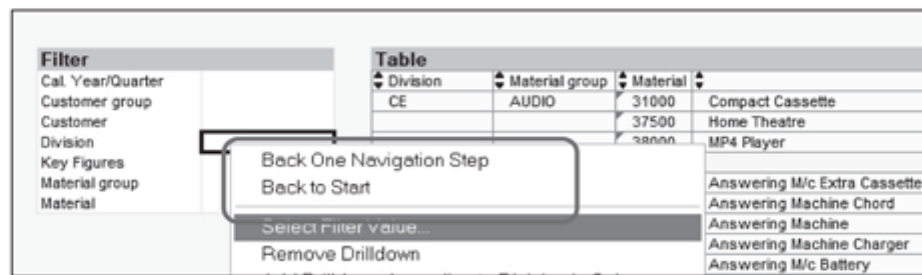 Filter
Cal. Year/Quarter
Customer group
Customer
Division
Key Figures
Material group
Material
Table
Division Material group Material
CE AUDIO 31000 Compact Cassette
37500 Home Theatre
38000 MP4 Player
Answering M/c Extra Cassette
Answering Machine Chord
Answering Machine
Answering Machine Charger
Answering M/c Battery
Back One Navigation Step
Back to Start
Select Filter Value...
Remove Drilldown